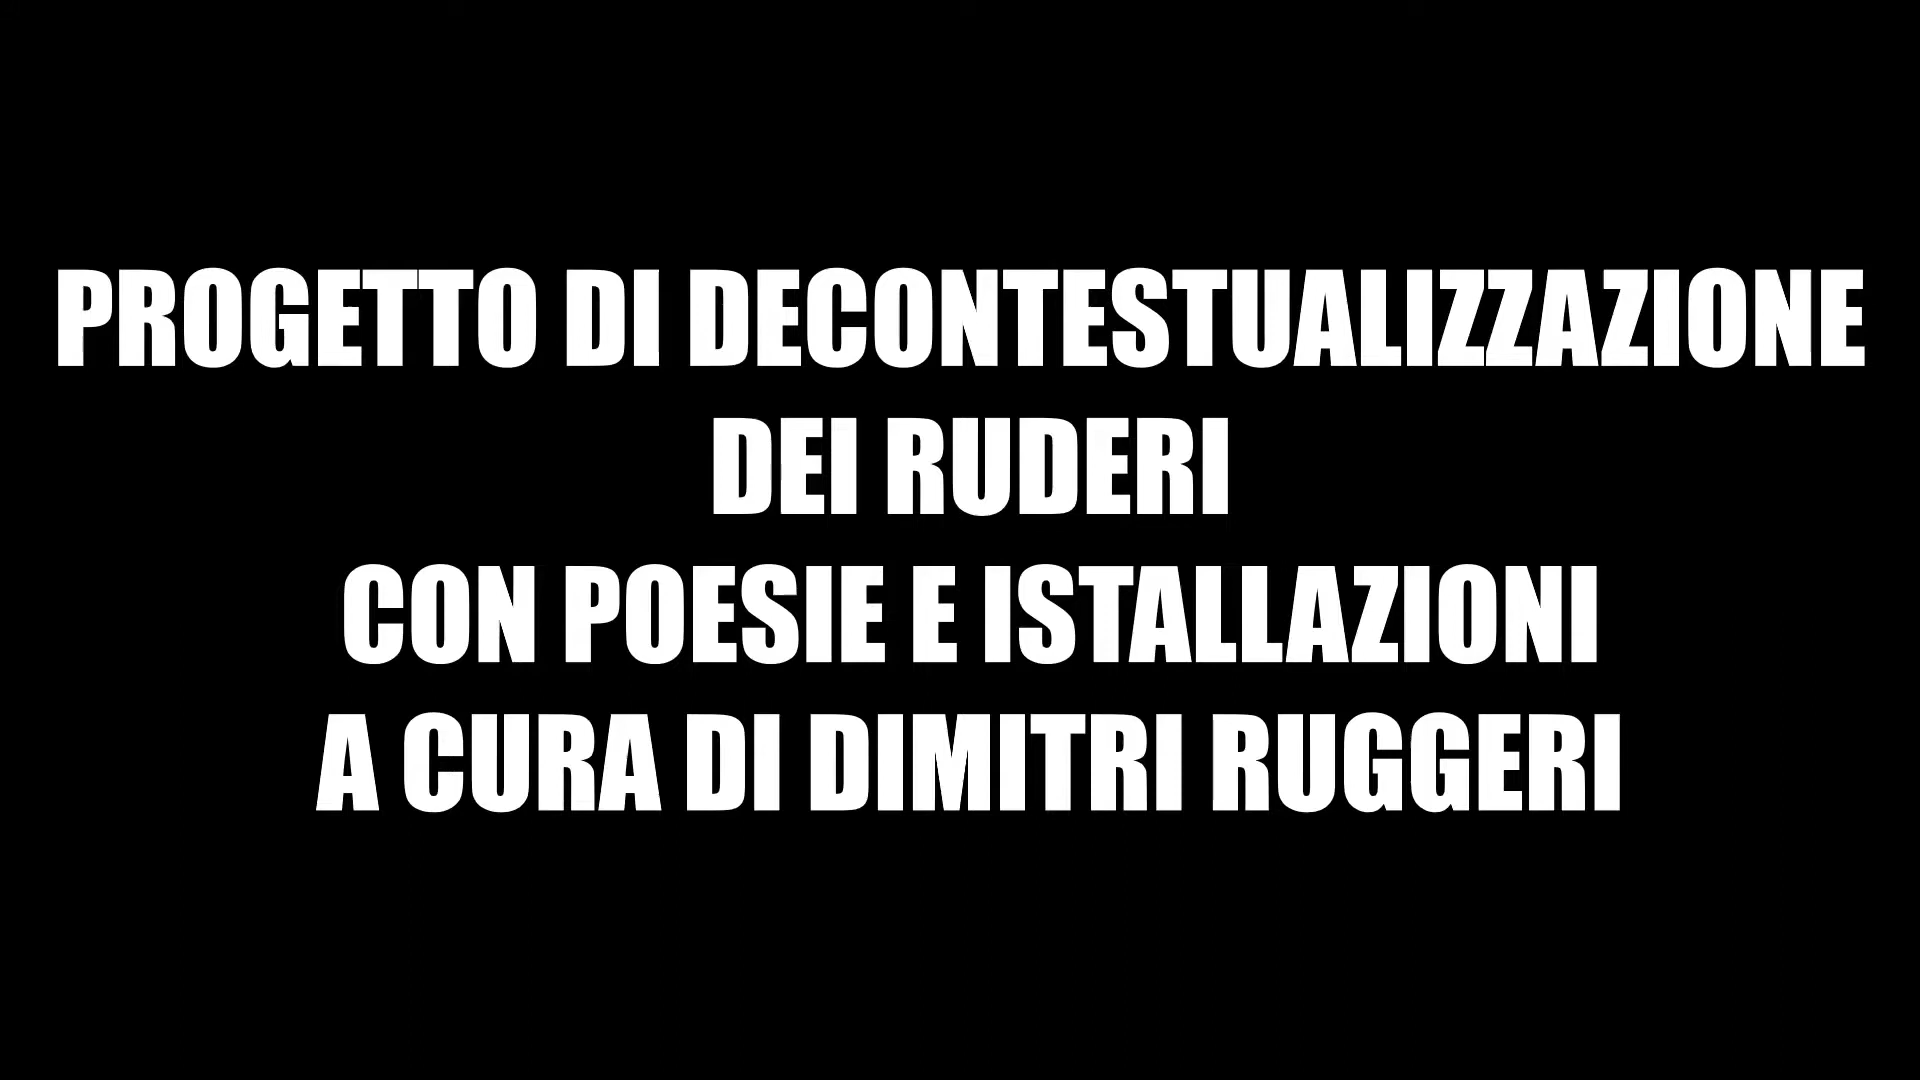 PROGETTO DI DECONTESTUALIZZAZIONE
DEI RUDERI
CON POESIE E ISTALLAZIONI
A CURA DI DIMITRI RUGGERI